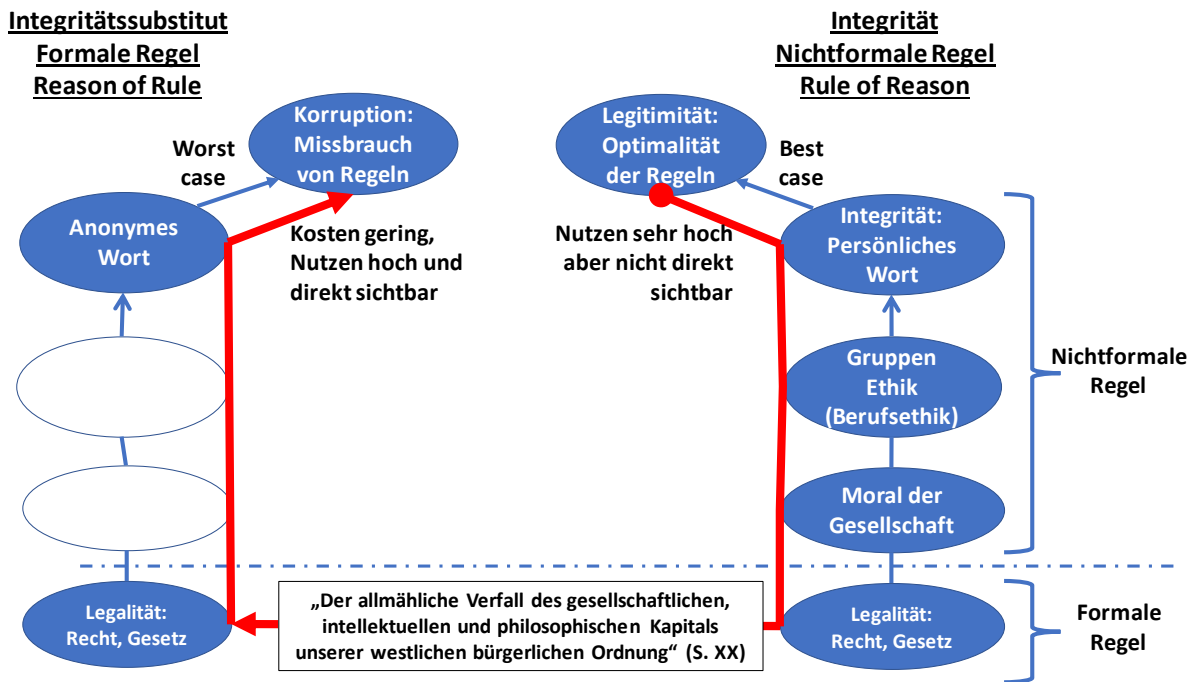 Integritätssubstitut
Formale Regel
Reason of Rule
Integrität
Nichtformale Regel
Rule of Reason
Worst
case
Korruption:
Missbrauch
von Regeln
Legitimität:
Optimalität
der Regeln
Best
case
Anonymes
Wort
Kosten gering,
Nutzen hoch und
direkt sichtbar
Nutzen sehr hoch
aber nicht direkt
sichtbar
Integrität:
Persönliches
Wort
Gruppen
Ethik
(Berufsethik)
Nichtformale
Regel
Moral der
Gesellschaft
Legalität:
Recht, Gesetz
„Der allmähliche Verfall des gesellschaftlichen,
intellektuellen und philosophischen Kapitals
unserer westlichen bürgerlichen Ordnung“ (S. XX)
Legalität:
Recht, Gesetz
Formale
Regel